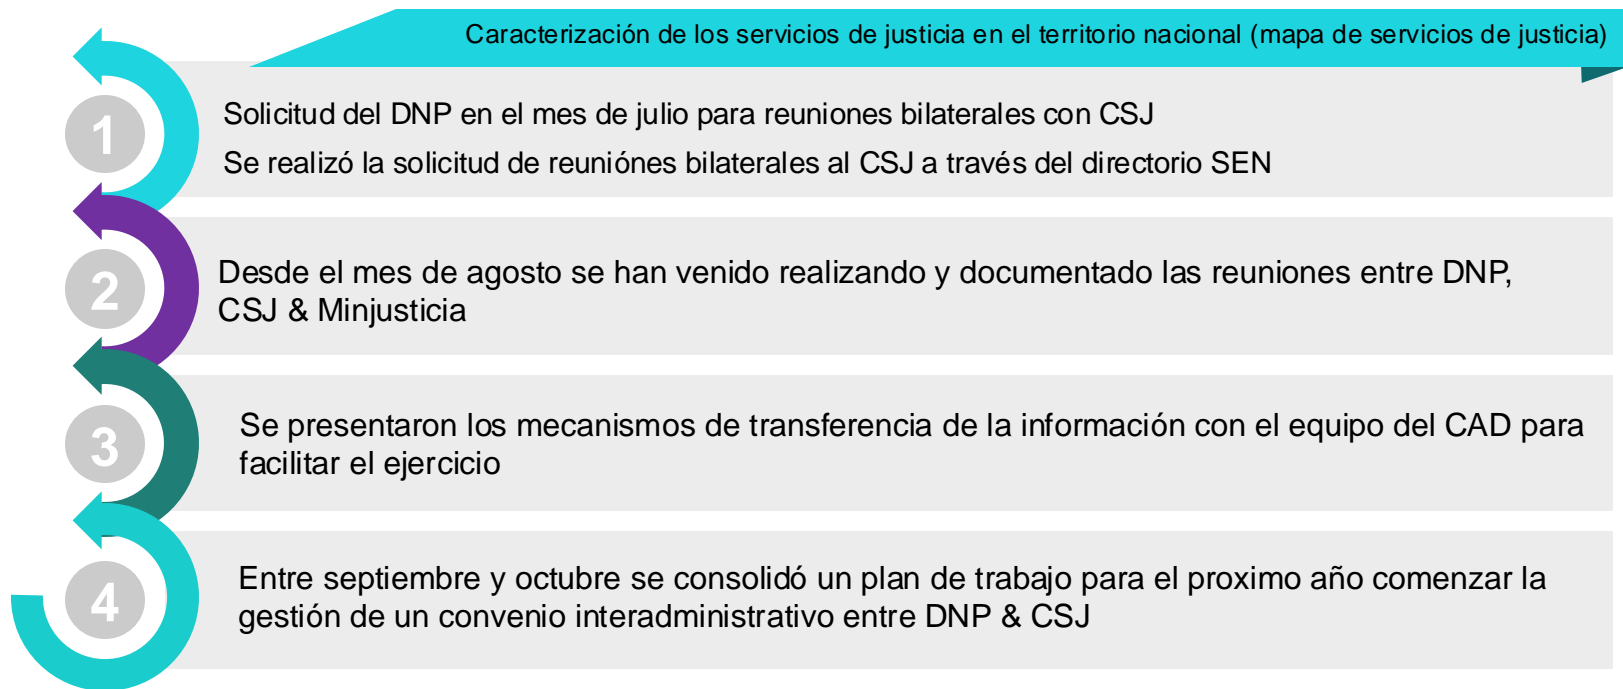 Caracterización de los servicios de justicia en el territorio nacional (mapa de servicios de justicia)
1
Solicitud del DNP en el mes de julio para reuniones bilaterales con CSJ
Se realizó la solicitud de reuniónes bilaterales al CSJ a través del directorio SEN
2
Desde el mes de agosto se han venido realizando y documentado las reuniones entre DNP,
CSJ & Minjusticia
3
Se presentaron los mecanismos de transferencia de la información con el equipo del CAD para
facilitar el ejercicio
4
Entre septiembre y octubre se consolidó un plan de trabajo para el proximo año comenzar la
gestión de un convenio interadministrativo entre DNP & CSJ